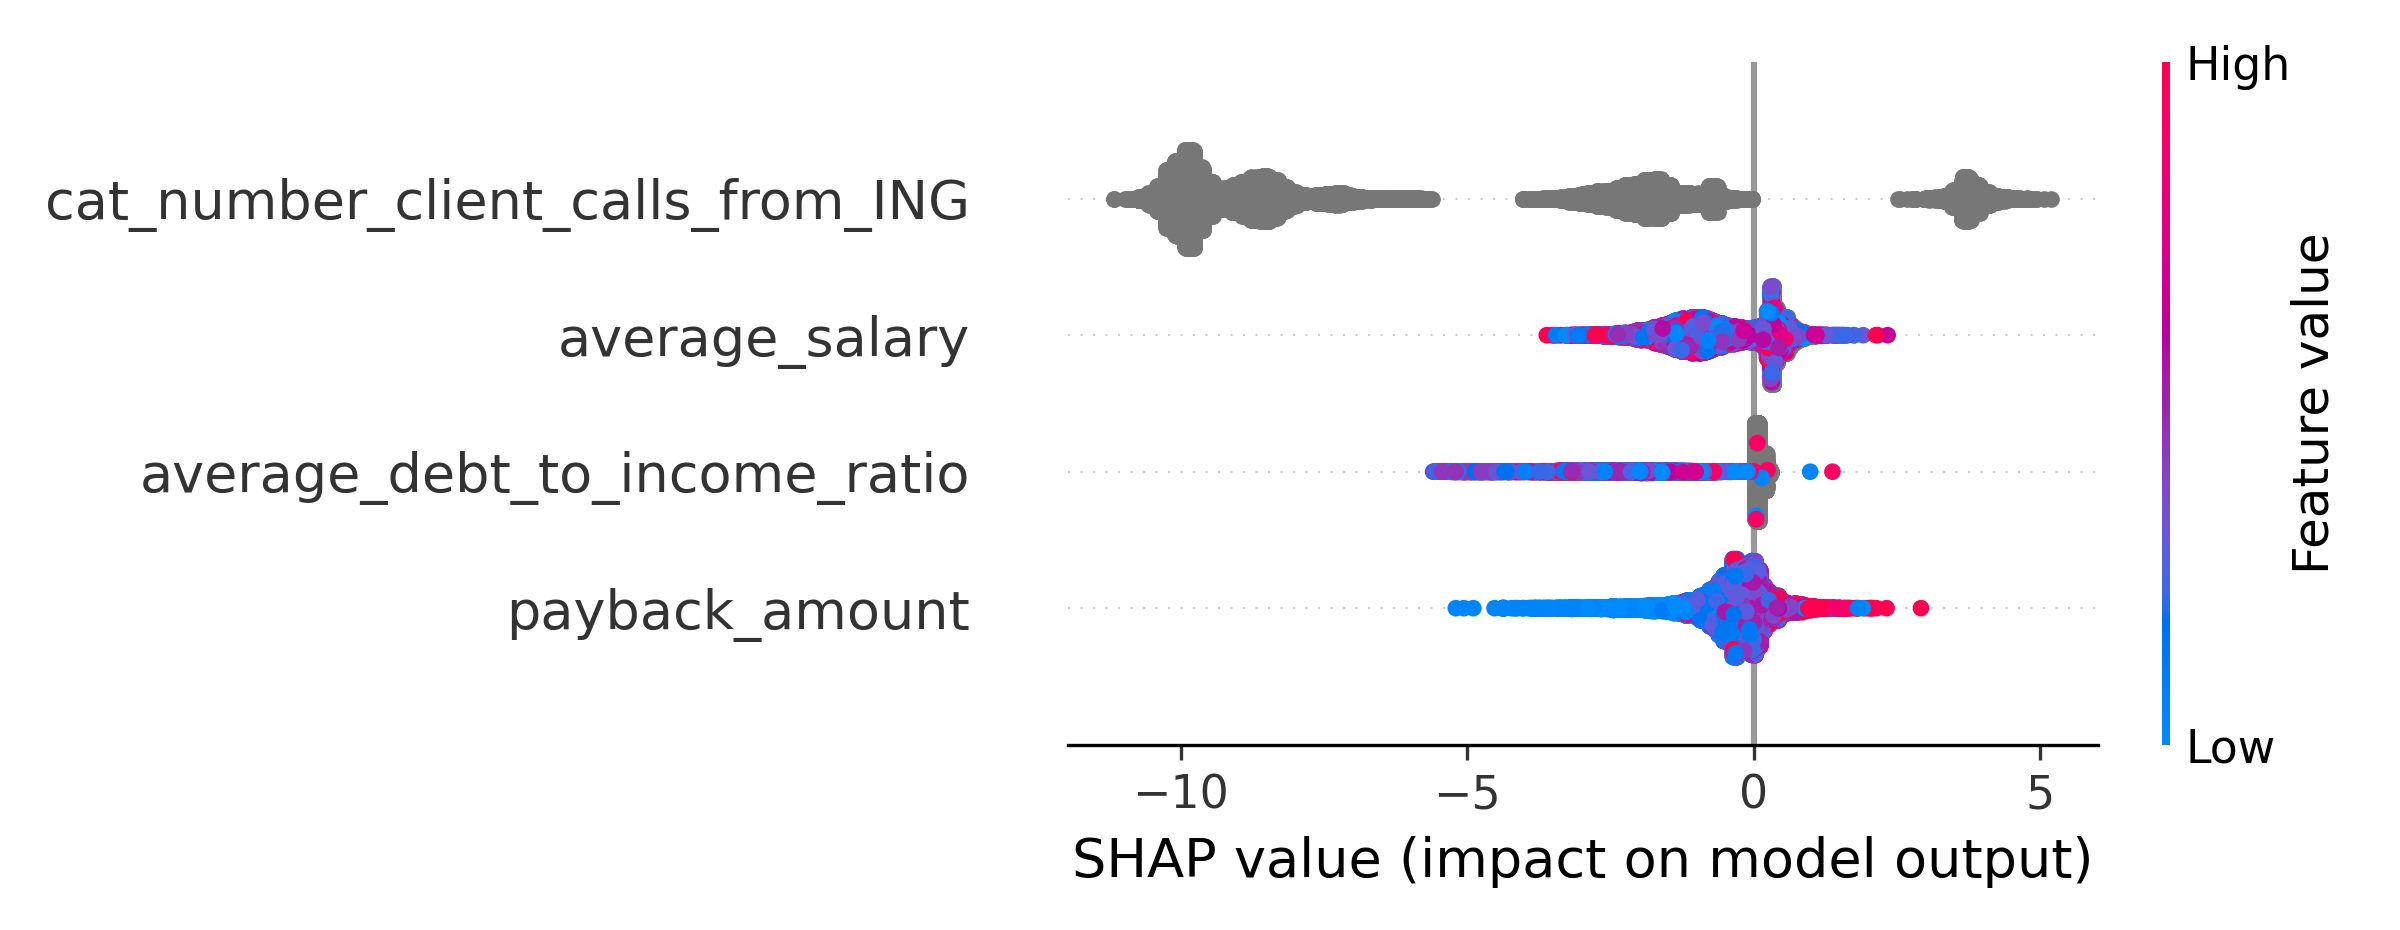 High
cat_number_client_calls_from_ING
average_salary
average_debt_to_income_ratio
payback_amount
Feature value
Low
−10 −5 0 5
SHAP value (impact on model output)